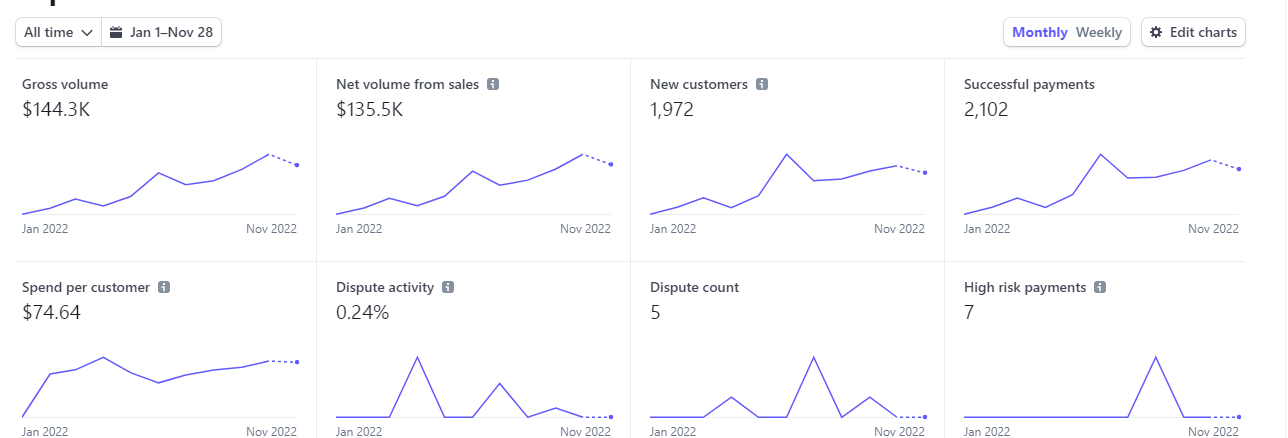 All time
Jan 1–Nov 28
Monthly Weekly
Edit charts
Gross volume
$144.3K
Jan 2022 Nov 2022
Net volume from sales
$135.5K
Jan 2022 Nov 2022
New customers
1,972
Jan 2022 Nov 2022
Successful payments
2,102
Jan 2022 Nov 2022
Spend per customer
$74.64
Jan 2022 Nov 2022
Dispute activity
0.24%
Jan 2022 Nov 2022
Dispute count
5
Jan 2022 Nov 2022
High risk payments
7
Jan 2022 Nov 2022